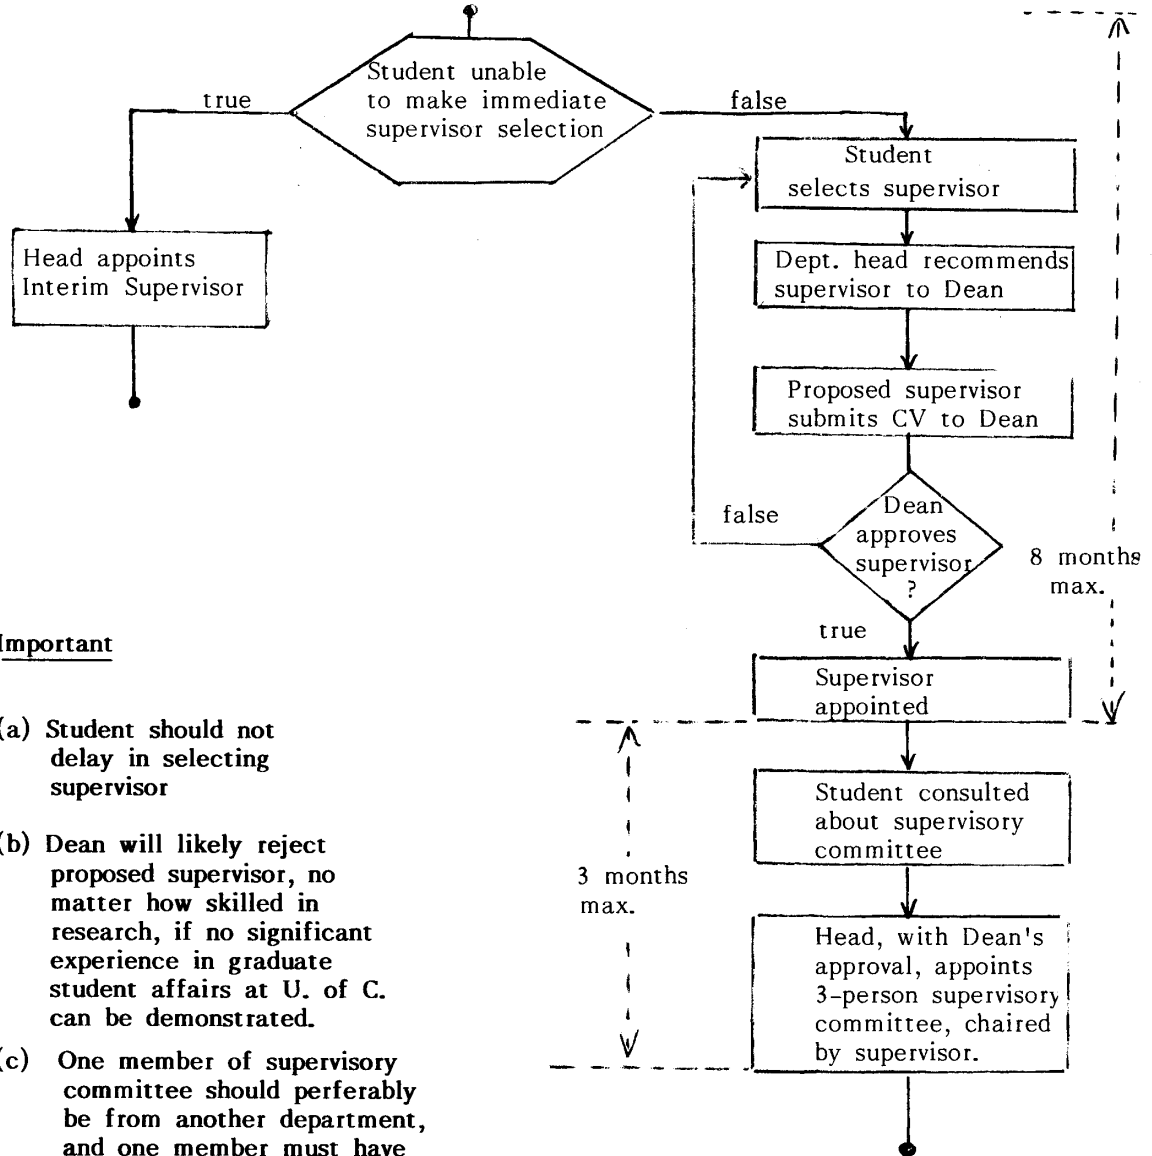 Student unable
to make immediate
supervisor selection
true
false
Student
selects supervisor
Head appoints
Interim Supervisor
Dept. head recommends
supervisor to Dean
Proposed supervisor
submits CV to Dean
Dean
approves
supervisor
?
false
8 months
max.
true
Supervisor
appointed
Student consulted
about supervisory
committee
3 months
max.
Head, with Dean's
approval, appoints
3-person supervisory
committee, chaired
by supervisor.
Important
(a) Student should not
delay in selecting
supervisor
(b) Dean will likely reject
proposed supervisor, no
matter how skilled in
research, if no significant
experience in graduate
student affairs at U. of C.
can be demonstrated.
(c) One member of supervisory
committee should perferably
be from another department,
and one member must have